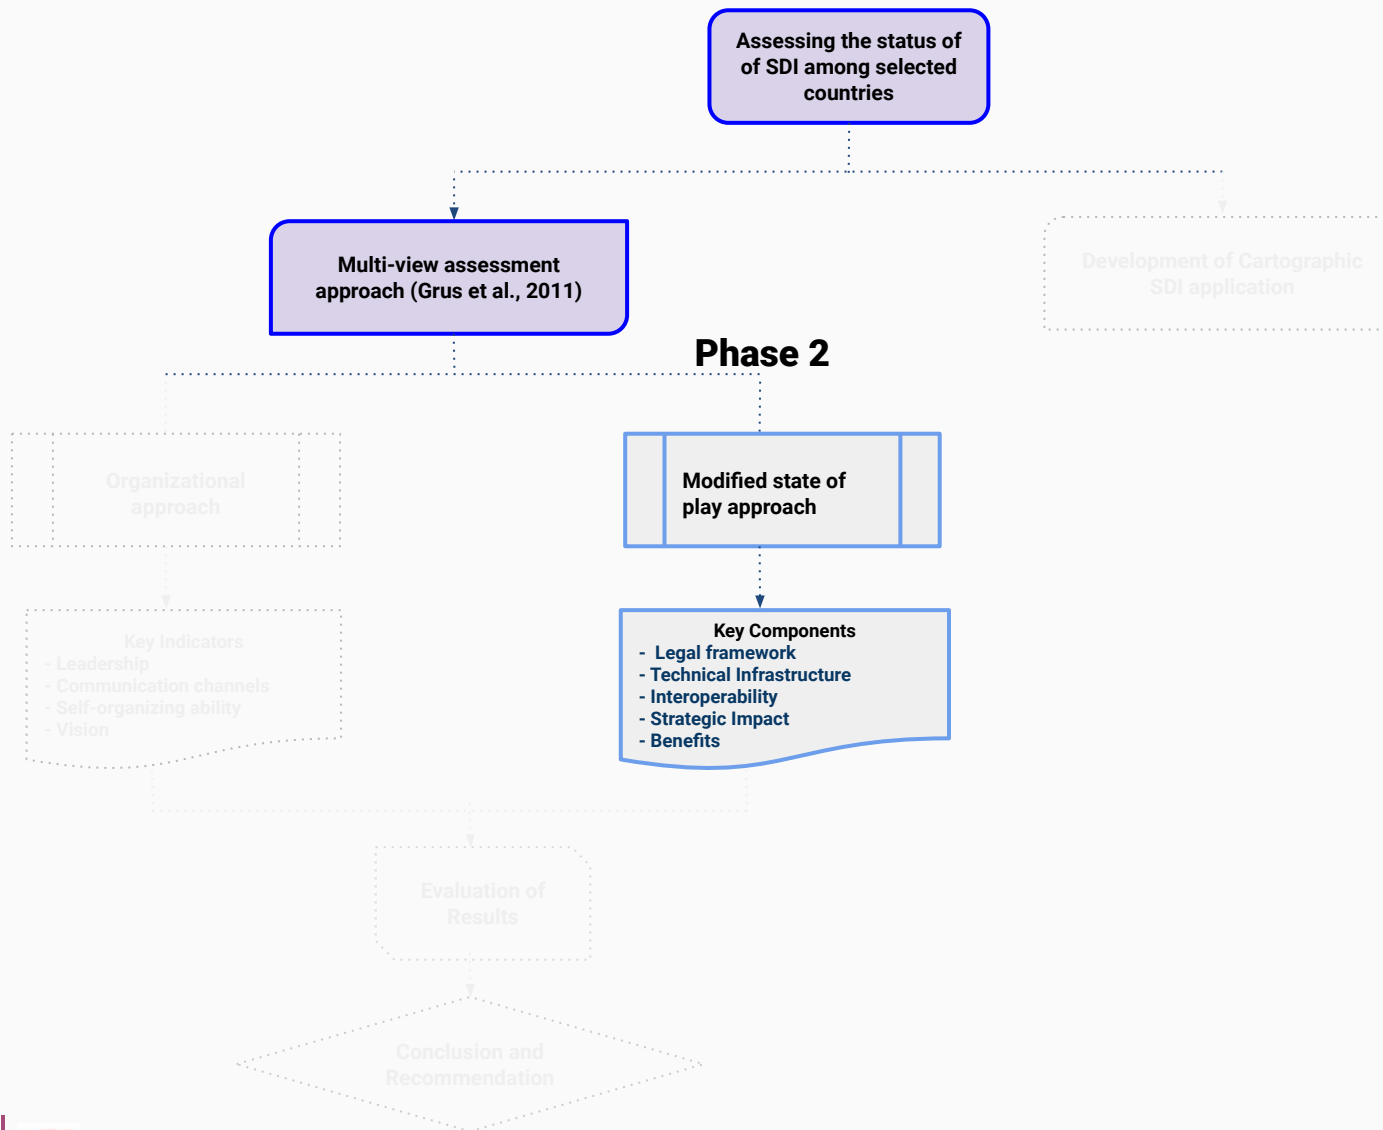 Assessing the status of
of SDI among selected
countries
Multi-view assessment
approach (Grus et al., 2011)
Development of Cartographic
SDI application
Phase 2
Organizational
approach
Modified state of
play approach
Key Indicators
- Leadership
- Communication channels
- Self-organizing ability
- Vision
Key Components
- Legal framework
- Technical Infrastructure
- Interoperability
- Strategic Impact
- Benefits
Evaluation of
Results
Conclusion and
Recommendation